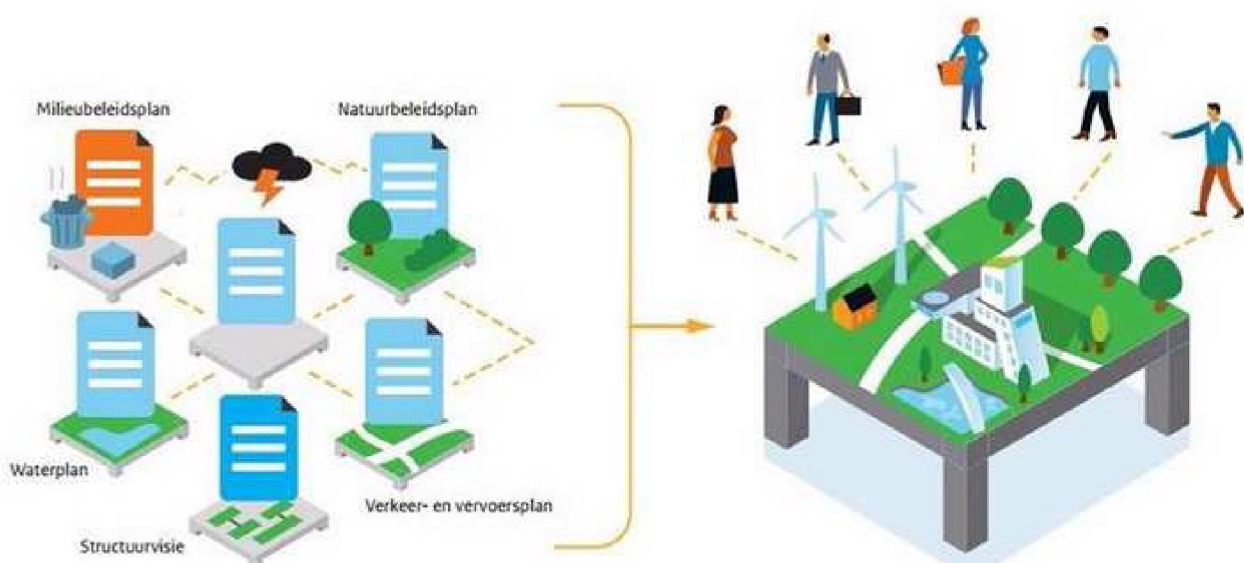 Milieubeleidsplan
Natuurbeleidsplan
Waterplan
Verkeer- en vervoersplan
Structuurvisie